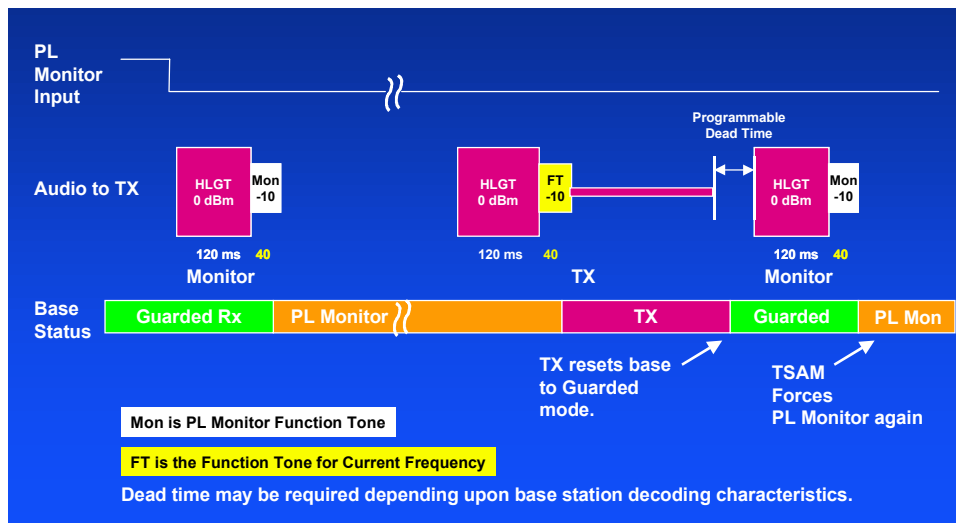 PL
Monitor
Input
Programmable
Dead Time
Audio to TX
HLGT
0 dBm
Mon
-10
HLGT
0 dBm
FT
-10
HLGT
0 dBm
Mon
-10
120 ms 40
Monitor
120 ms 40
TX
120 ms 40
Monitor
Base
Status
Guarded Rx
PL Monitor
TX
Guarded
PL Mon
TX resets base
to Guarded
mode.
TSAM
Forces
PL Monitor again
Mon is PL Monitor Function Tone
FT is the Function Tone for Current Frequency
Dead time may be required depending upon base station decoding characteristics.